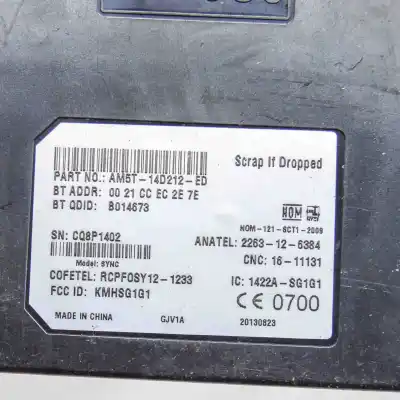 Scrap If Dropped
PART NO.: AM5T-14D212-ED
BT ADDR: 00 21 CC EC 2E 7E
BT QDID: B014673
NOM
NOM-121-SCT1-2009
SN: CQ8P1402
ANATEL: 2263-12-6384
Model: SYNC
CNC: 16-11131
COFETEL: RCPFOSY12-1233
IC: 1422A-SG1G1
FCC ID: KMHSG1G1
CE 0700
MADE IN CHINA
GJV1A
20130823